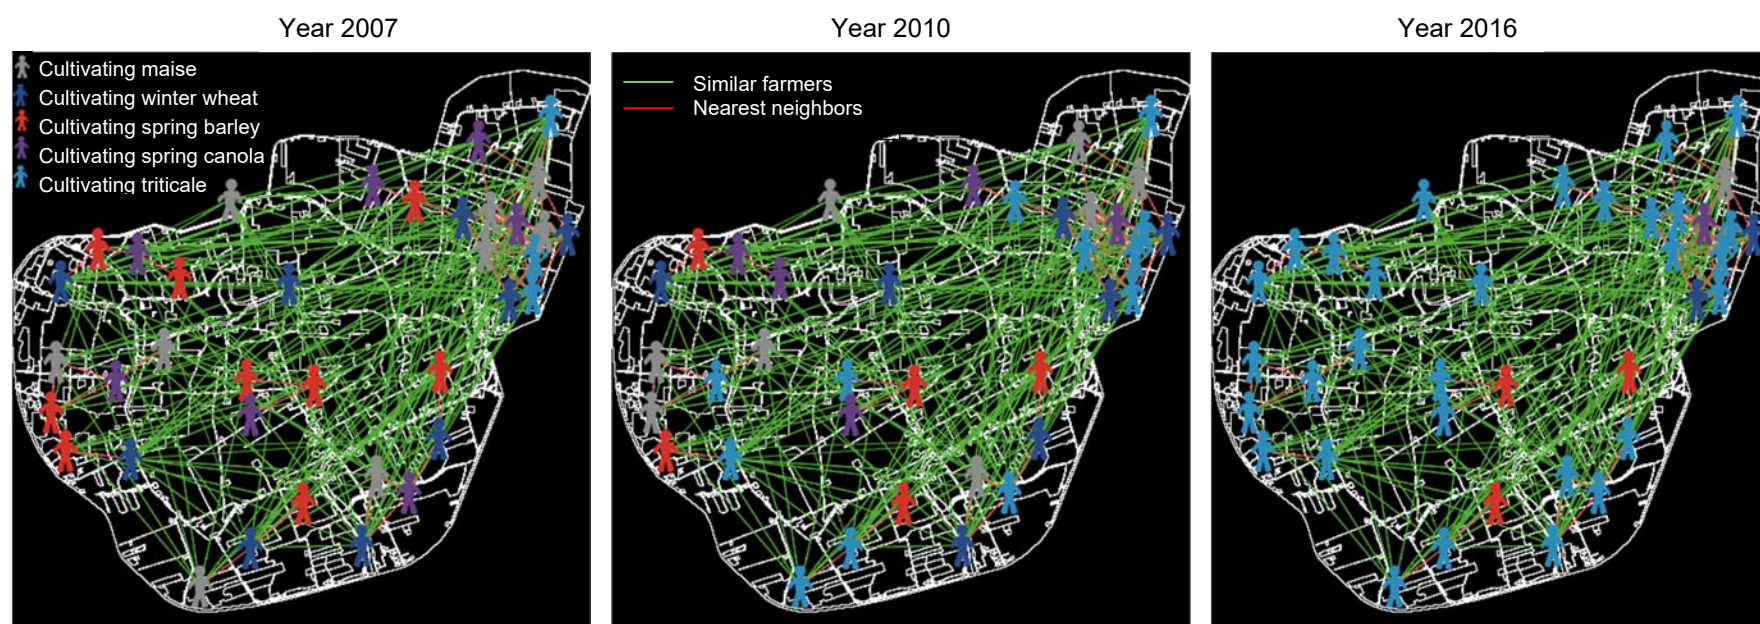 Year 2007
Year 2010
Year 2016
Cultivating maise
Cultivating winter wheat
Cultivating spring barley
Cultivating spring canola
Cultivating triticale
Similar farmers
Nearest neighbors